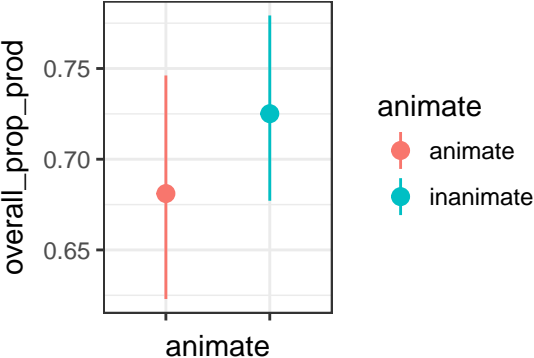 overall_prop_prod
0.75
0.70
0.65
animate
animate
animate
inanimate